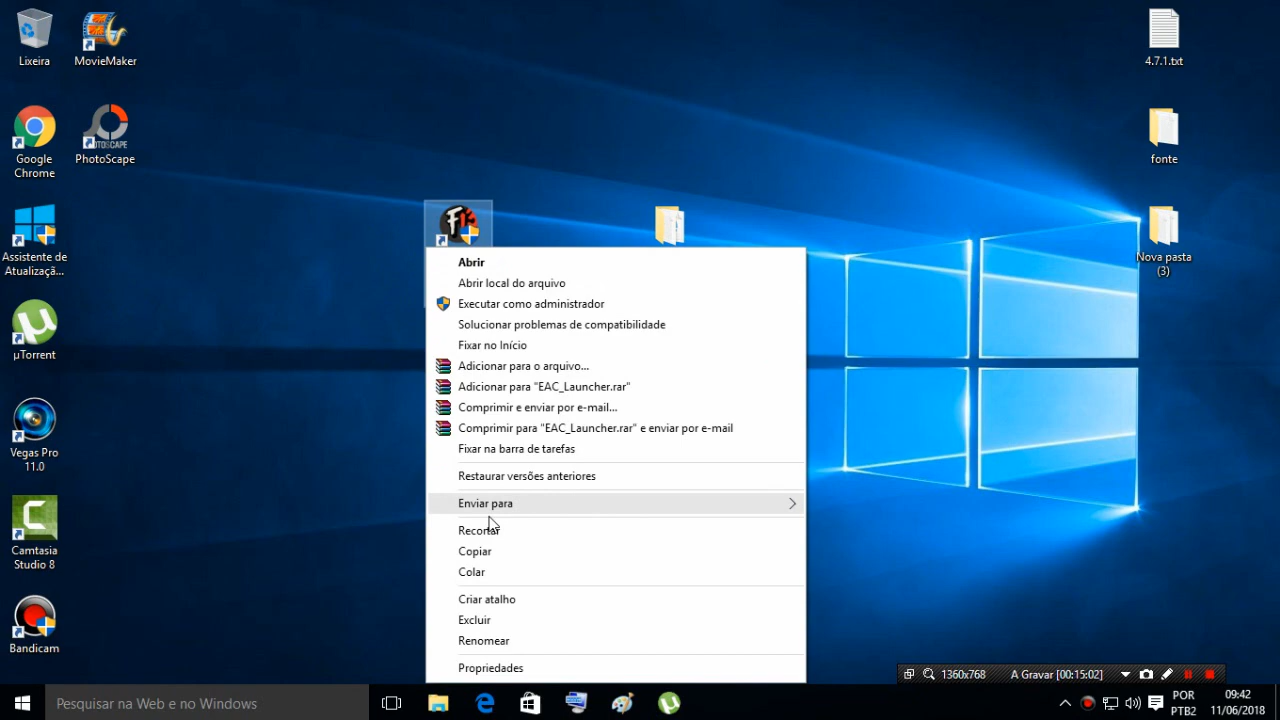 Lixeira
MovieMaker
Google
Chrome
PhotoScape
PHOTOSCAPE
Assistente de
Atualizaçã...
µTorrent
Vegas Pro
11.0
Camtasia
Studio 8
Bandicam
4.7.1.txt
fonte
Nova pasta
(3)
Abrir
Abrir local do arquivo
Executar como administrador
Solucionar problemas de compatibilidade
Fixar no Início
Adicionar para o arquivo...
Adicionar para "EAC_Launcher.rar"
Comprimir e enviar por e-mail...
Comprimir para "EAC_Launcher.rar" e enviar por e-mail
Fixar na barra de tarefas
Restaurar versões anteriores
Enviar para
Recortar
Copiar
Colar
Criar atalho
Excluir
Renomear
Propriedades
1360x768 A Gravar [00:15:02]
Pesquisar na Web e no Windows
POR
PTB2
09:42
11/06/2018